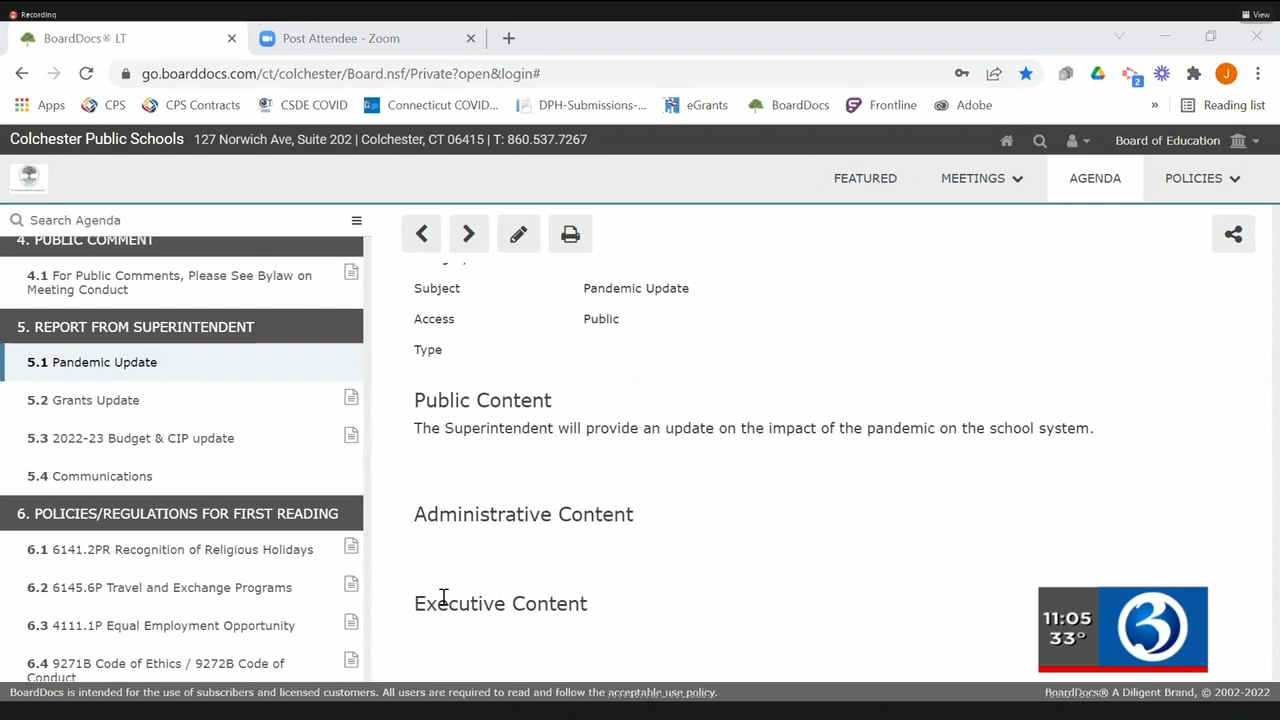 Recording
View
BoardDocs® LT
Post Attendee - Zoom
go.boarddocs.com/ct/colchester/Board.nsf/Private?open&login#
2
J
Apps
CPS
CPS Contracts
CSDE COVID
Connecticut COVID...
DPH-Submissions-...
eGrants
BoardDocs
Frontline
Adobe
»
Reading list
Colchester Public Schools
127 Norwich Ave, Suite 202 | Colchester, CT 06415 | T: 860.537.7267
Board of Education
FEATURED
MEETINGS
AGENDA
POLICIES
Search Agenda
4. PUBLIC COMMENT
4.1 For Public Comments, Please See Bylaw on
Meeting Conduct
5. REPORT FROM SUPERINTENDENT
5.1 Pandemic Update
5.2 Grants Update
5.3 2022-23 Budget & CIP update
5.4 Communications
6. POLICIES/REGULATIONS FOR FIRST READING
6.1 6141.2PR Recognition of Religious Holidays
6.2 6145.6P Travel and Exchange Programs
6.3 4111.1P Equal Employment Opportunity
6.4 9271B Code of Ethics / 9272B Code of
Conduct
Subject Pandemic Update
Access Public
Type
Public Content
The Superintendent will provide an update on the impact of the pandemic on the school system.
Administrative Content
Executive Content
11:05
33°
3
BoardDocs is intended for the use of subscribers and licensed customers. All users are required to read and follow the acceptable use policy.
BoardDocs® A Diligent Brand, © 2002-2022